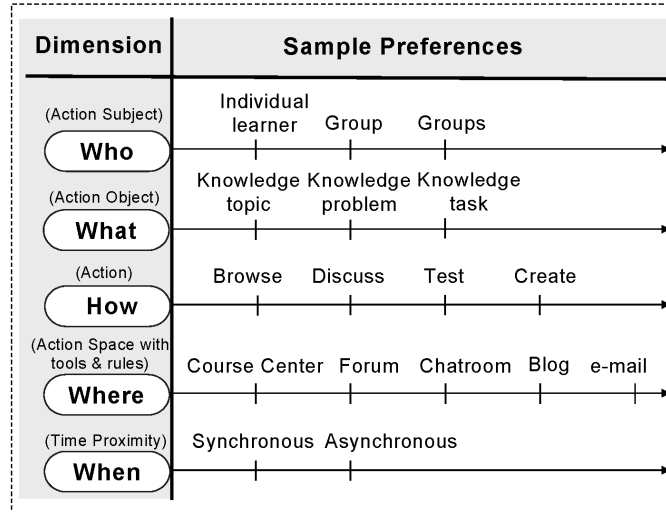 Dimension Sample Preferences
(Action Subject)
Who
Individual
learner Group Groups
(Action Object)
What
Knowledge Knowledge Knowledge
topic problem task
(Action)
How
Browse Discuss Test Create
(Action Space with
tools & rules)
Where
Course Center Forum Chatroom Blog e-mail
(Time Proximity)
When
Synchronous Asynchronous